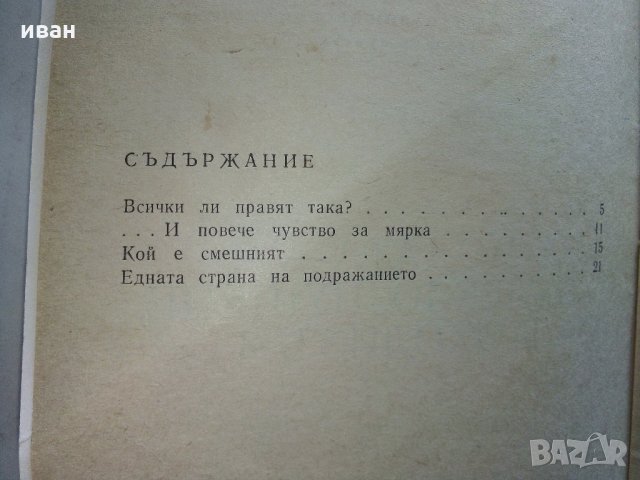 иван
СЪДЪРЖАНИЕ
Всички ли правят така? . . . . . . . . . . . . . . 5
. . . И повече чувство за мярка . . . . . . . . . . 11
Кой е смешният . . . . . . . . . . . . . . . . 15
Едната страна на подражанието . . . . . . . . . . 21
BAZAR